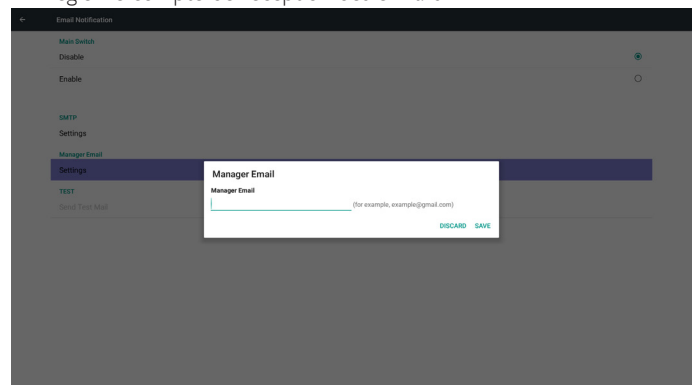 Email Notification
Main Switch
Disable
Enable
SMTP
Settings
Manager Email
Settings
TEST
Send Test Mail
Manager Email
Manager Email
(for example, example@gmail.com)
DISCARD SAVE